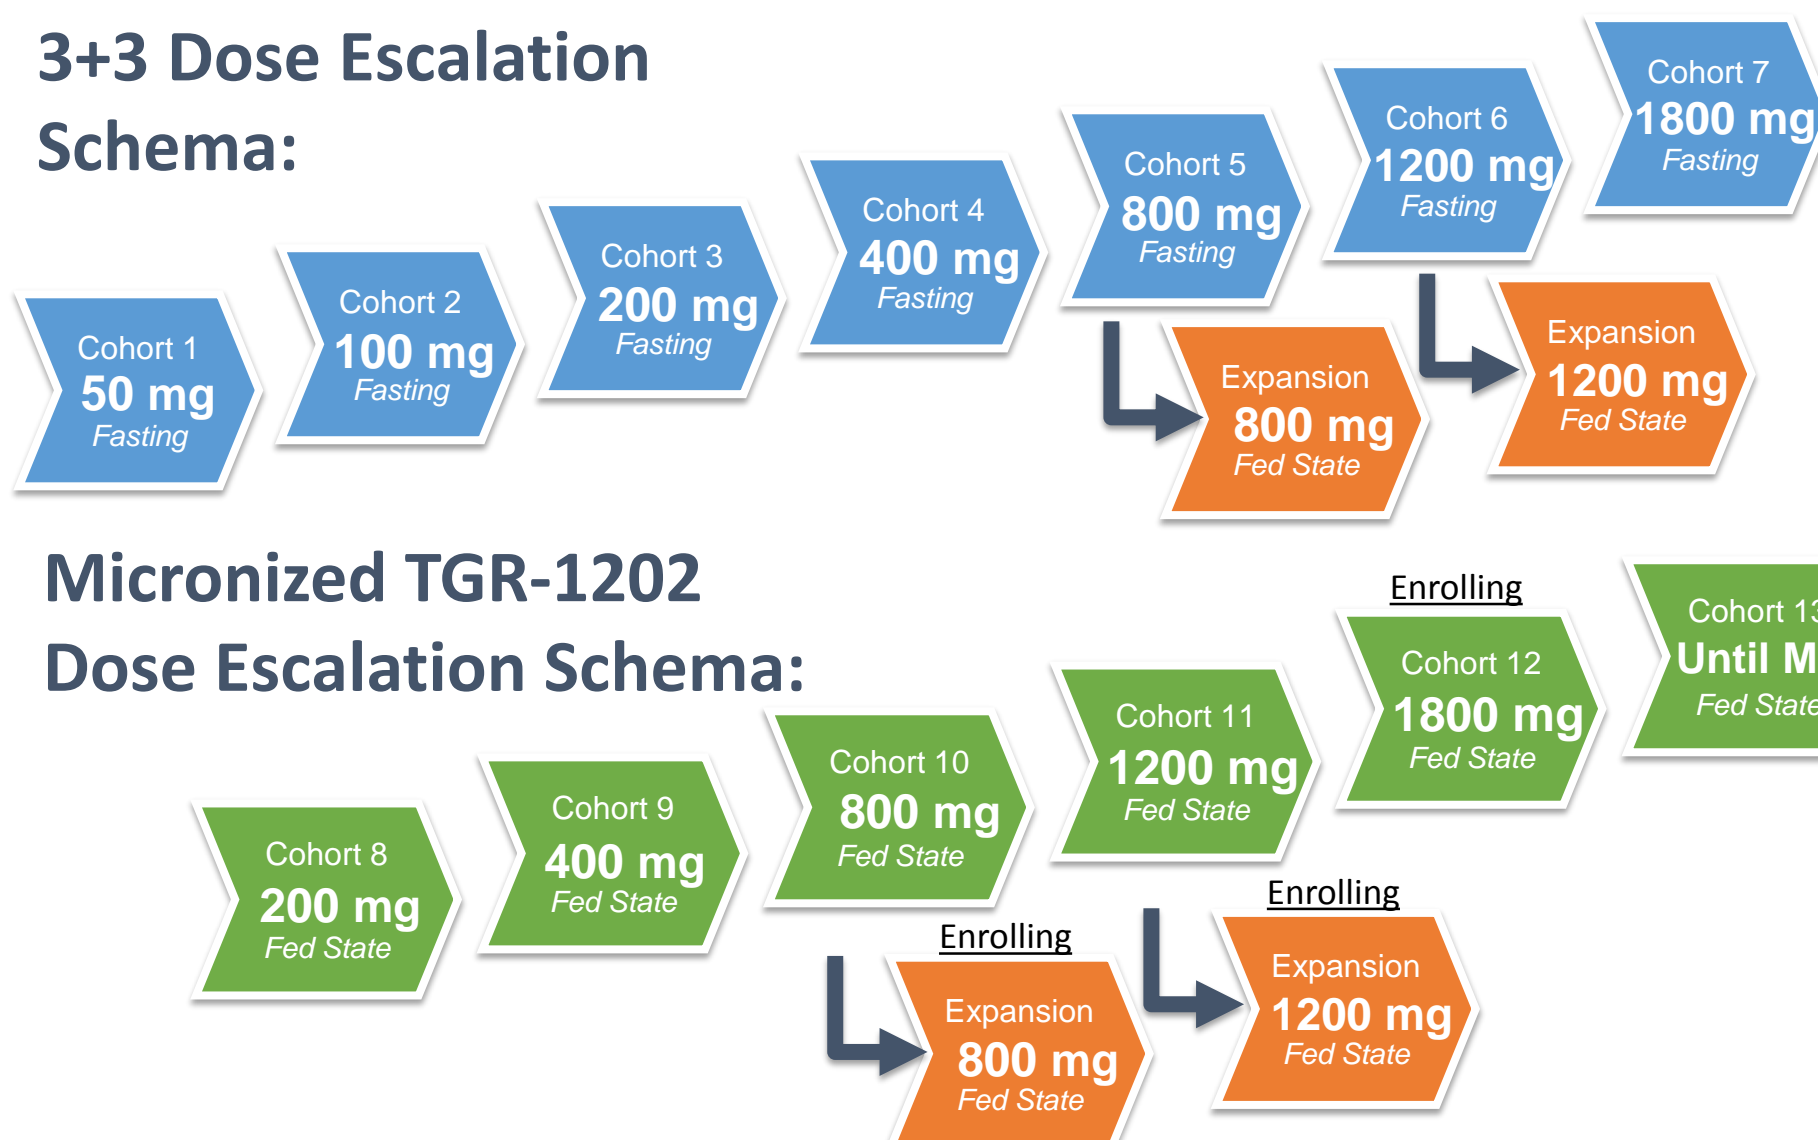 3+3 Dose Escalation
Schema:
Cohort 1
50 mg
Fasting
Cohort 2
100 mg
Fasting
Cohort 3
200 mg
Fasting
Cohort 4
400 mg
Fasting
Cohort 5
800 mg
Fasting
Cohort 6
1200 mg
Fasting
Cohort 7
1800 mg
Fasting
Expansion
800 mg
Fed State
Expansion
1200 mg
Fed State
Micronized TGR-1202
Dose Escalation Schema:
Cohort 8
200 mg
Fed State
Cohort 9
400 mg
Fed State
Cohort 10
800 mg
Fed State
Cohort 11
1200 mg
Fed State
Enrolling
Cohort 12
1800 mg
Fed State
Cohort 13
Until
Fed State
Enrolling
Expansion
800 mg
Fed State
Enrolling
Expansion
1200 mg
Fed State